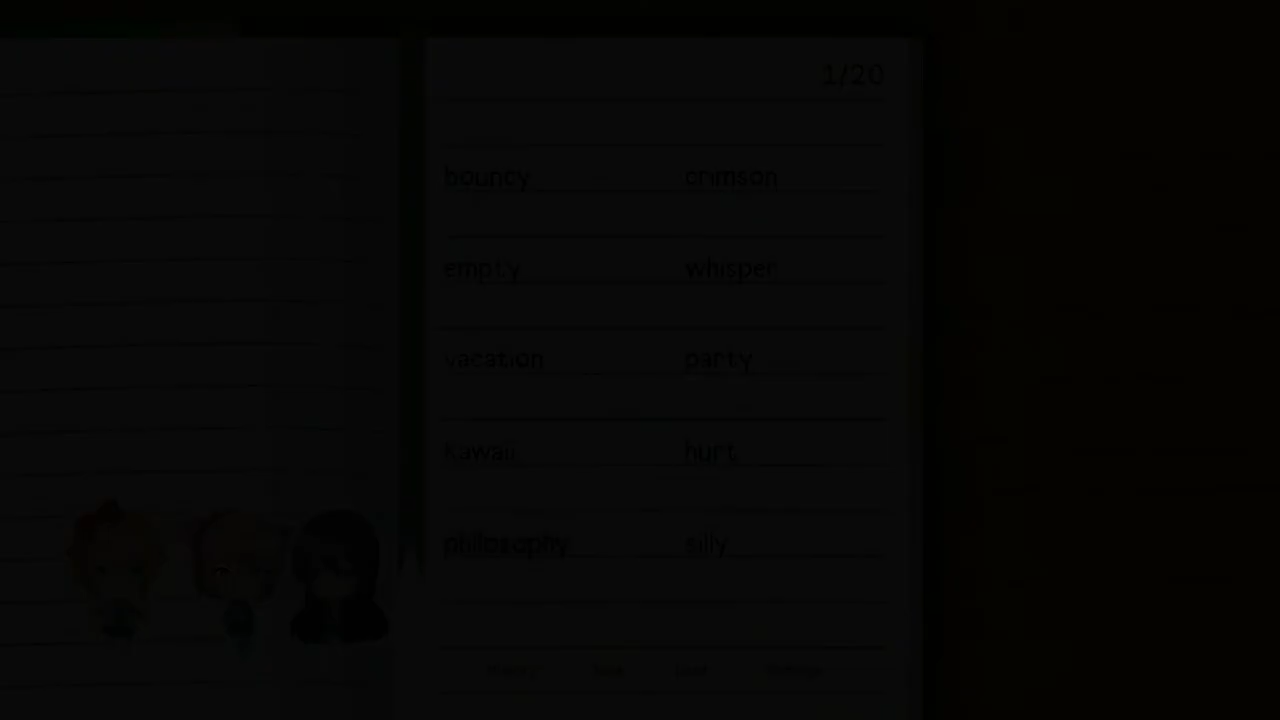 1/20
bouncy crimson
empty whisper
vacation party
kawaii hurt
philosophy silly